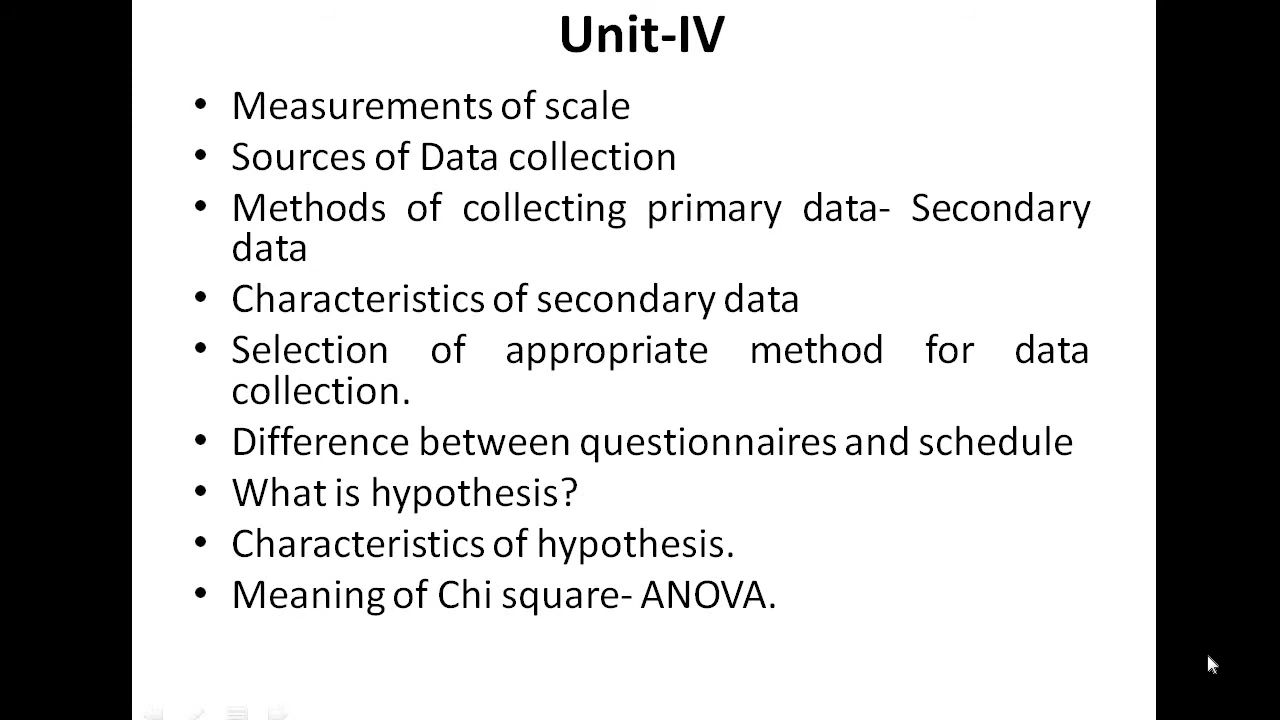 Unit-IV
• Measurements of scale
• Sources of Data collection
• Methods of collecting primary data- Secondary
data
• Characteristics of secondary data
• Selection of appropriate method for data
collection.
• Difference between questionnaires and schedule
• What is hypothesis?
• Characteristics of hypothesis.
• Meaning of Chi square- ANOVA.